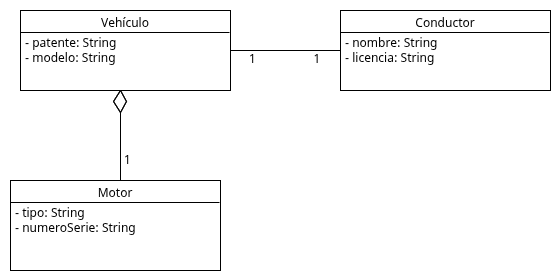 Vehículo
- patente: String
- modelo: String
1
1
Conductor
- nombre: String
- licencia: String
1
Motor
- tipo: String
- numeroSerie: String